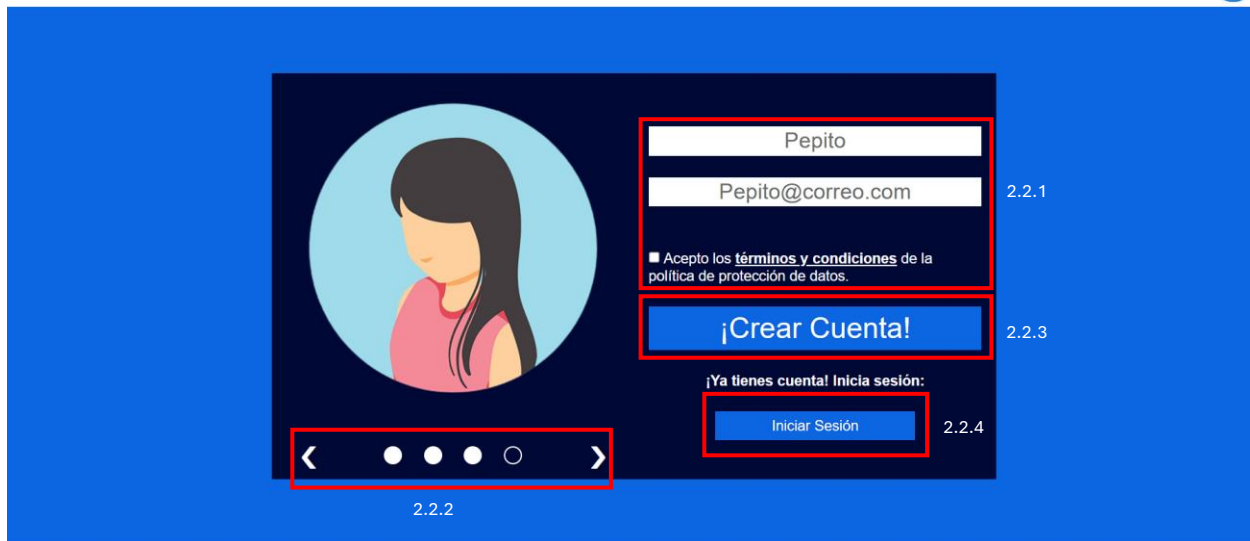 Pepito
Pepito@correo.com
2.2.1
Acepto los términos y condiciones de la
política de protección de datos.
¡Crear Cuenta!
2.2.3
¡Ya tienes cuenta! Inicia sesión:
Iniciar Sesión
2.2.4
2.2.2